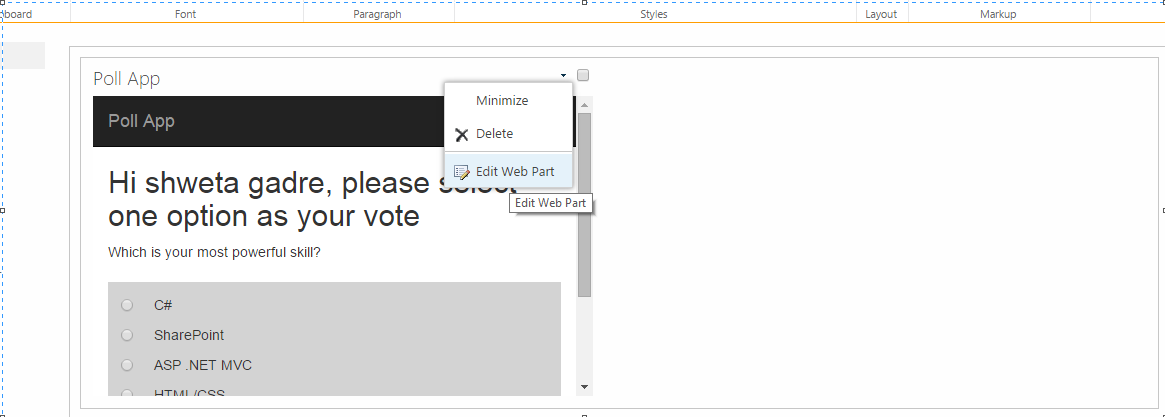 board Font Paragraph Styles Layout Markup
Poll App
Poll App
Minimize
Delete
Edit Web Part
Edit Web Part
Hi shweta gadre, please select
one option as your vote
Which is your most powerful skill?
C#
SharePoint
ASP .NET MVC
HTML/CSS